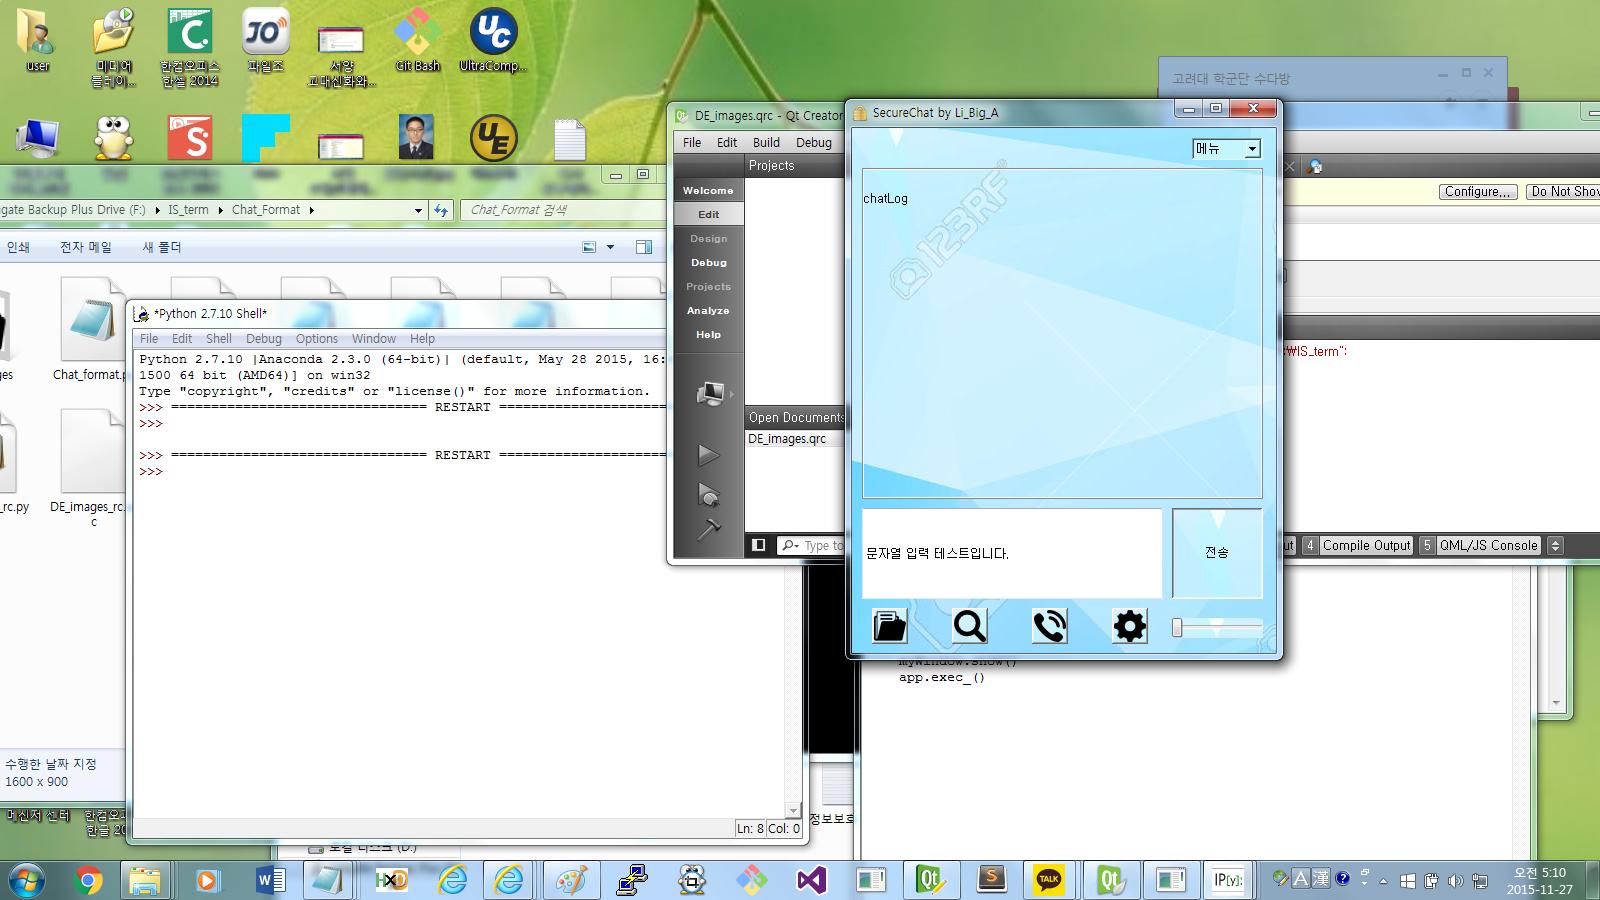 user
미디어
플레이...
한컴오피스
한셀 2014
파일조
서양
고대신화와...
Git Bash
UltraComp...
고려대 학군단 수다방
DE_images.qrc - Qt Creator
File Edit Build Debug
Projects
Welcome
Edit
Design
Debug
Projects
Analyze
Help
Open Documents
DE_images.qrc
Type to
SecureChat by Li_Big_A
메뉴
chatLog
123RF
문자열 입력 테스트입니다.
전송
Configure...
Do Not Show
₩IS_term":
4 Compile Output
5 QML/JS Console
gate Backup Plus Drive (F:) ▸ IS_term ▸ Chat_Format ▸
Chat_Format 검색
인쇄 전자 메일 새 폴더
Chat_format.p
_rc.py
DE_images_rc.
c
수행한 날짜 지정
1600 x 900
*Python 2.7.10 Shell*
File Edit Shell Debug Options Window Help
Python 2.7.10 |Anaconda 2.3.0 (64-bit)| (default, May 28 2015, 16:
1500 64 bit (AMD64)] on win32
Type "copyright", "credits" or "license()" for more information.
>>> ================================ RESTART =====================
>>>
>>> ================================ RESTART =====================
>>>
Ln: 8 Col: 0
myWindow.show()
app.exec_()
메신저 센터
한컴오피
한글 20
정보보호
로컬 디스크 (D:)
IP[y]:
TALK
A 漢
오전 5:10
2015-11-27